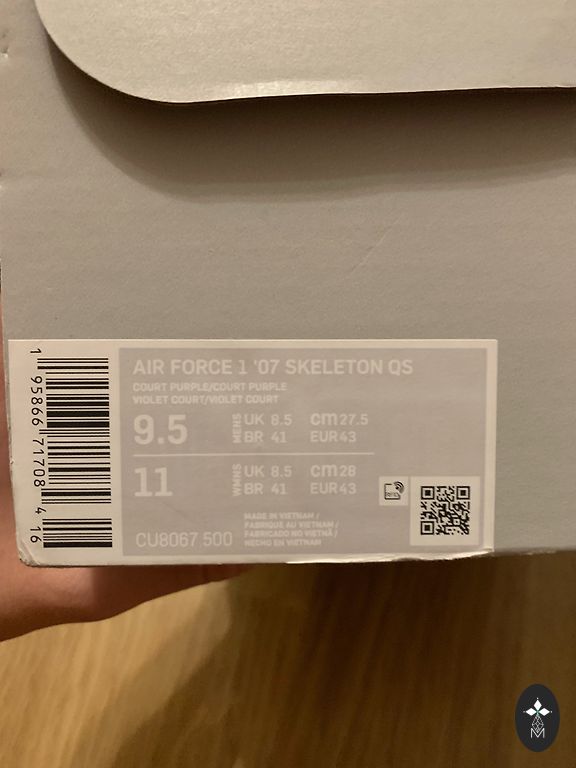 1 95866 71708 4 16
AIR FORCE 1 '07 SKELETON QS
COURT PURPLE/COURT PURPLE
VIOLET COURT/VIOLET COURT
9.5 MENS UK 8.5 cm 27.5
BR 41 EUR 43
11 WMNS UK 8.5 cm 28
BR 41 EUR 43
MADE IN VIETNAM /
FABRIQUÉ AU VIETNAM /
FABRICADO NO VIETNÃ /
HECHO EN VIETNAM
CU8067 500
M